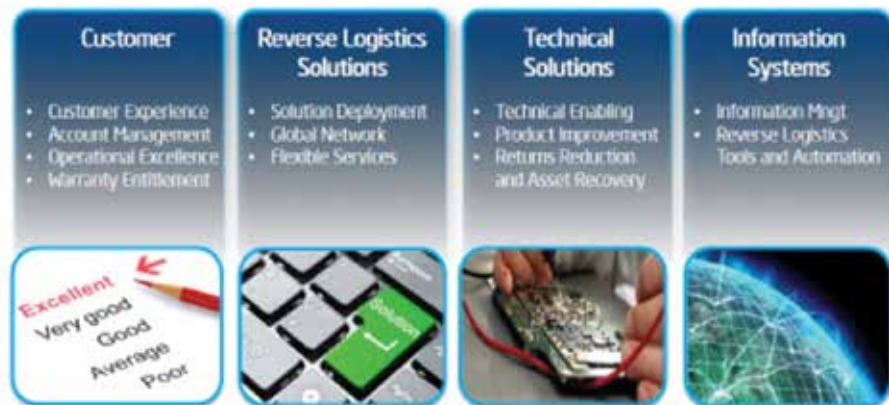 Customer
• Customer Experience
• Account Management
• Operational Excellence
• Warranty Entitlement
Excellent
Very good
Good
Average
Poor
Reverse Logistics
Solutions
• Solution Deployment
• Global Network
• Flexible Services
Solution
Technical
Solutions
• Technical Enabling
• Product Improvement
• Returns Reduction
and Asset Recovery
Information
Systems
• Information Mngt
• Reverse Logistics
Tools and Automation